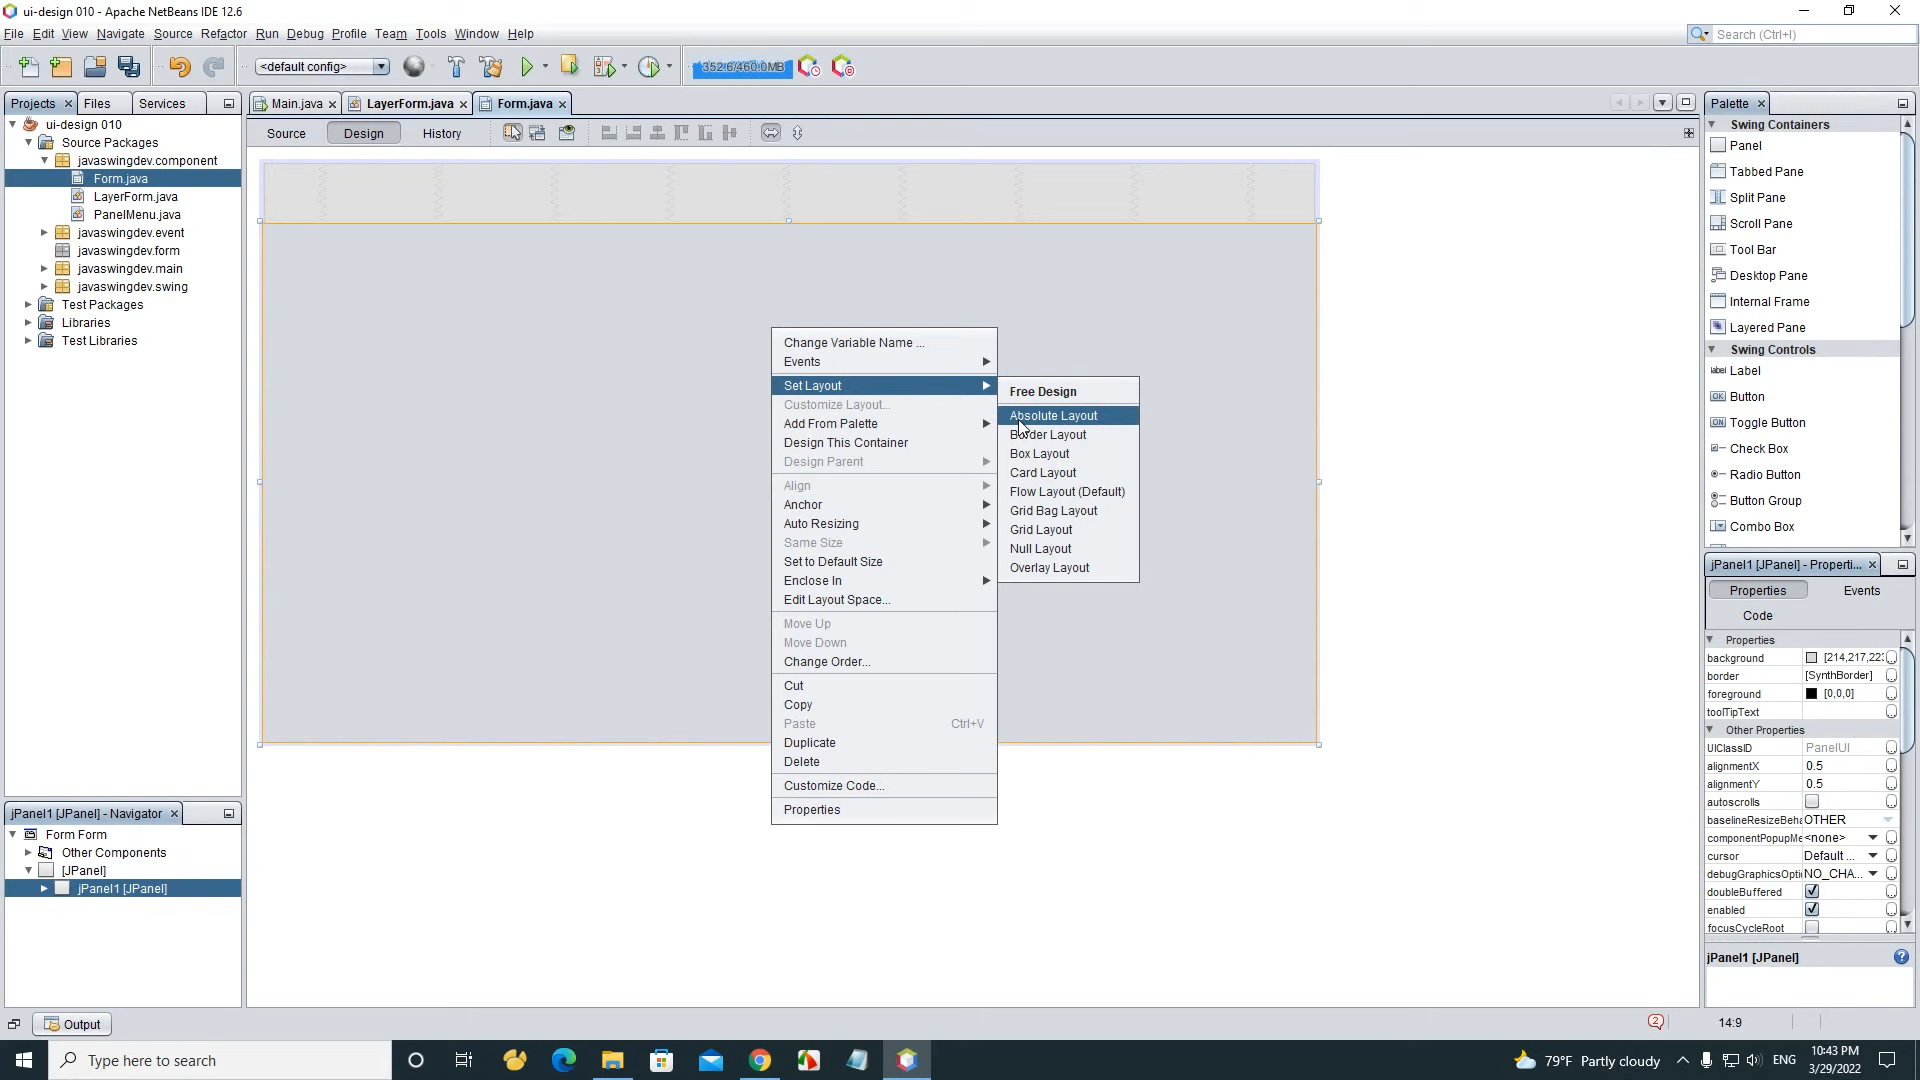 ui-design 010 - Apache NetBeans IDE 12.6
File Edit View Navigate Source Refactor Run Debug Profile Team Tools Window Help
Search (Ctrl+I)
<default config>
352.6/460.0MB
Projects Files Services
Main.java LayerForm.java Form.java
Palette
Source Design History
ui-design 010
Source Packages
javaswingdev.component
Form.java
LayerForm.java
PanelMenu.java
javaswingdev.event
javaswingdev.form
javaswingdev.main
javaswingdev.swing
Test Packages
Libraries
Test Libraries
Change Variable Name ...
Events
Set Layout
Customize Layout...
Add From Palette
Design This Container
Design Parent
Align
Anchor
Auto Resizing
Same Size
Set to Default Size
Enclose In
Edit Layout Space...
Move Up
Move Down
Change Order...
Cut
Copy
Paste Ctrl+V
Duplicate
Delete
Customize Code...
Properties
Free Design
Absolute Layout
Border Layout
Box Layout
Card Layout
Flow Layout (Default)
Grid Bag Layout
Grid Layout
Null Layout
Overlay Layout
Swing Containers
Panel
Tabbed Pane
Split Pane
Scroll Pane
Tool Bar
Desktop Pane
Internal Frame
Layered Pane
Swing Controls
label Label
OK Button
ON Toggle Button
Check Box
Radio Button
Button Group
Combo Box
jPanel1 [JPanel] - Properti...
Properties Events
Code
Properties
background [214,217,223
border [SynthBorder]
foreground [0,0,0]
toolTipText
Other Properties
UIClassID PanelUI
alignmentX 0.5
alignmentY 0.5
autoscrolls
baselineResizeBeha OTHER
componentPopupMe <none>
cursor Default ...
debugGraphicsOptio NO_CHA...
doubleBuffered
enabled
focusCycleRoot
jPanel1 [JPanel]
jPanel1 [JPanel] - Navigator
Form Form
Other Components
[JPanel]
jPanel1 [JPanel]
Output
2
14:9
Type here to search
79°F Partly cloudy
ENG
10:43 PM
3/29/2022